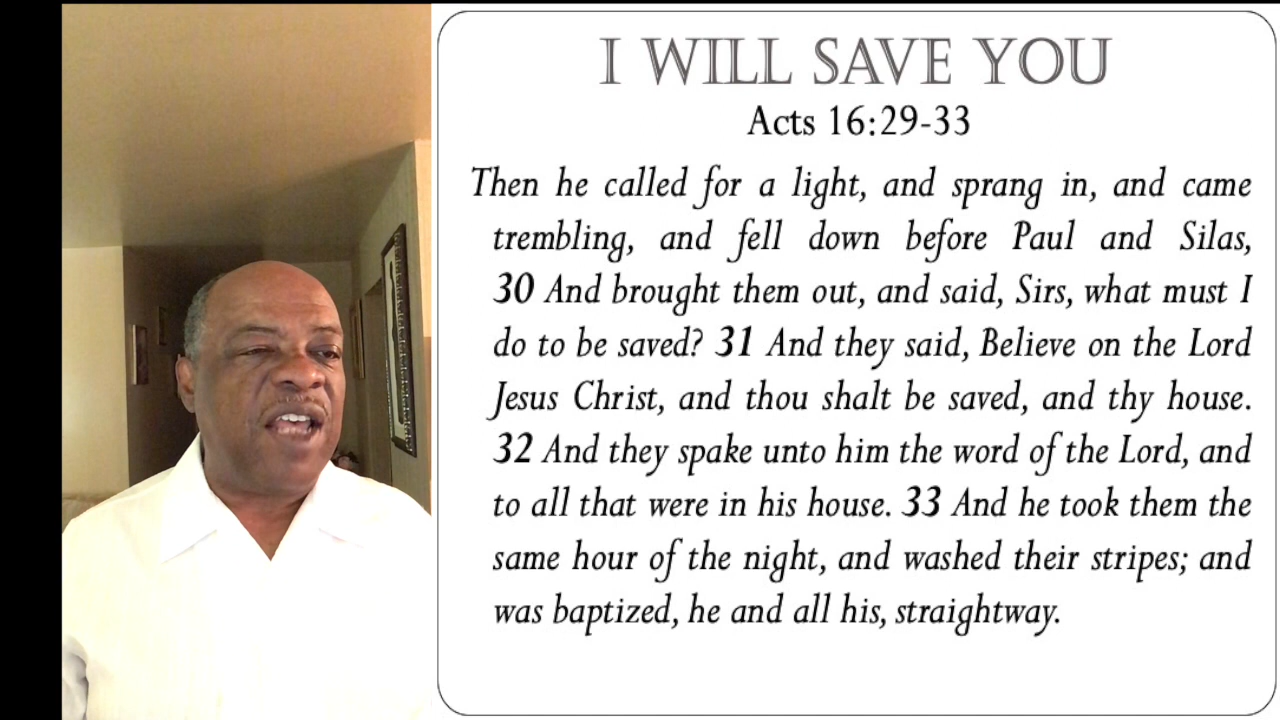 I WILL SAVE YOU
Acts 16:29-33
Then he called for a light, and sprang in, and came
trembling, and fell down before Paul and Silas,
30 And brought them out, and said, Sirs, what must I
do to be saved? 31 And they said, Believe on the Lord
Jesus Christ, and thou shalt be saved, and thy house.
32 And they spake unto him the word of the Lord, and
to all that were in his house. 33 And he took them the
same hour of the night, and washed their stripes; and
was baptized, he and all his, straightway.